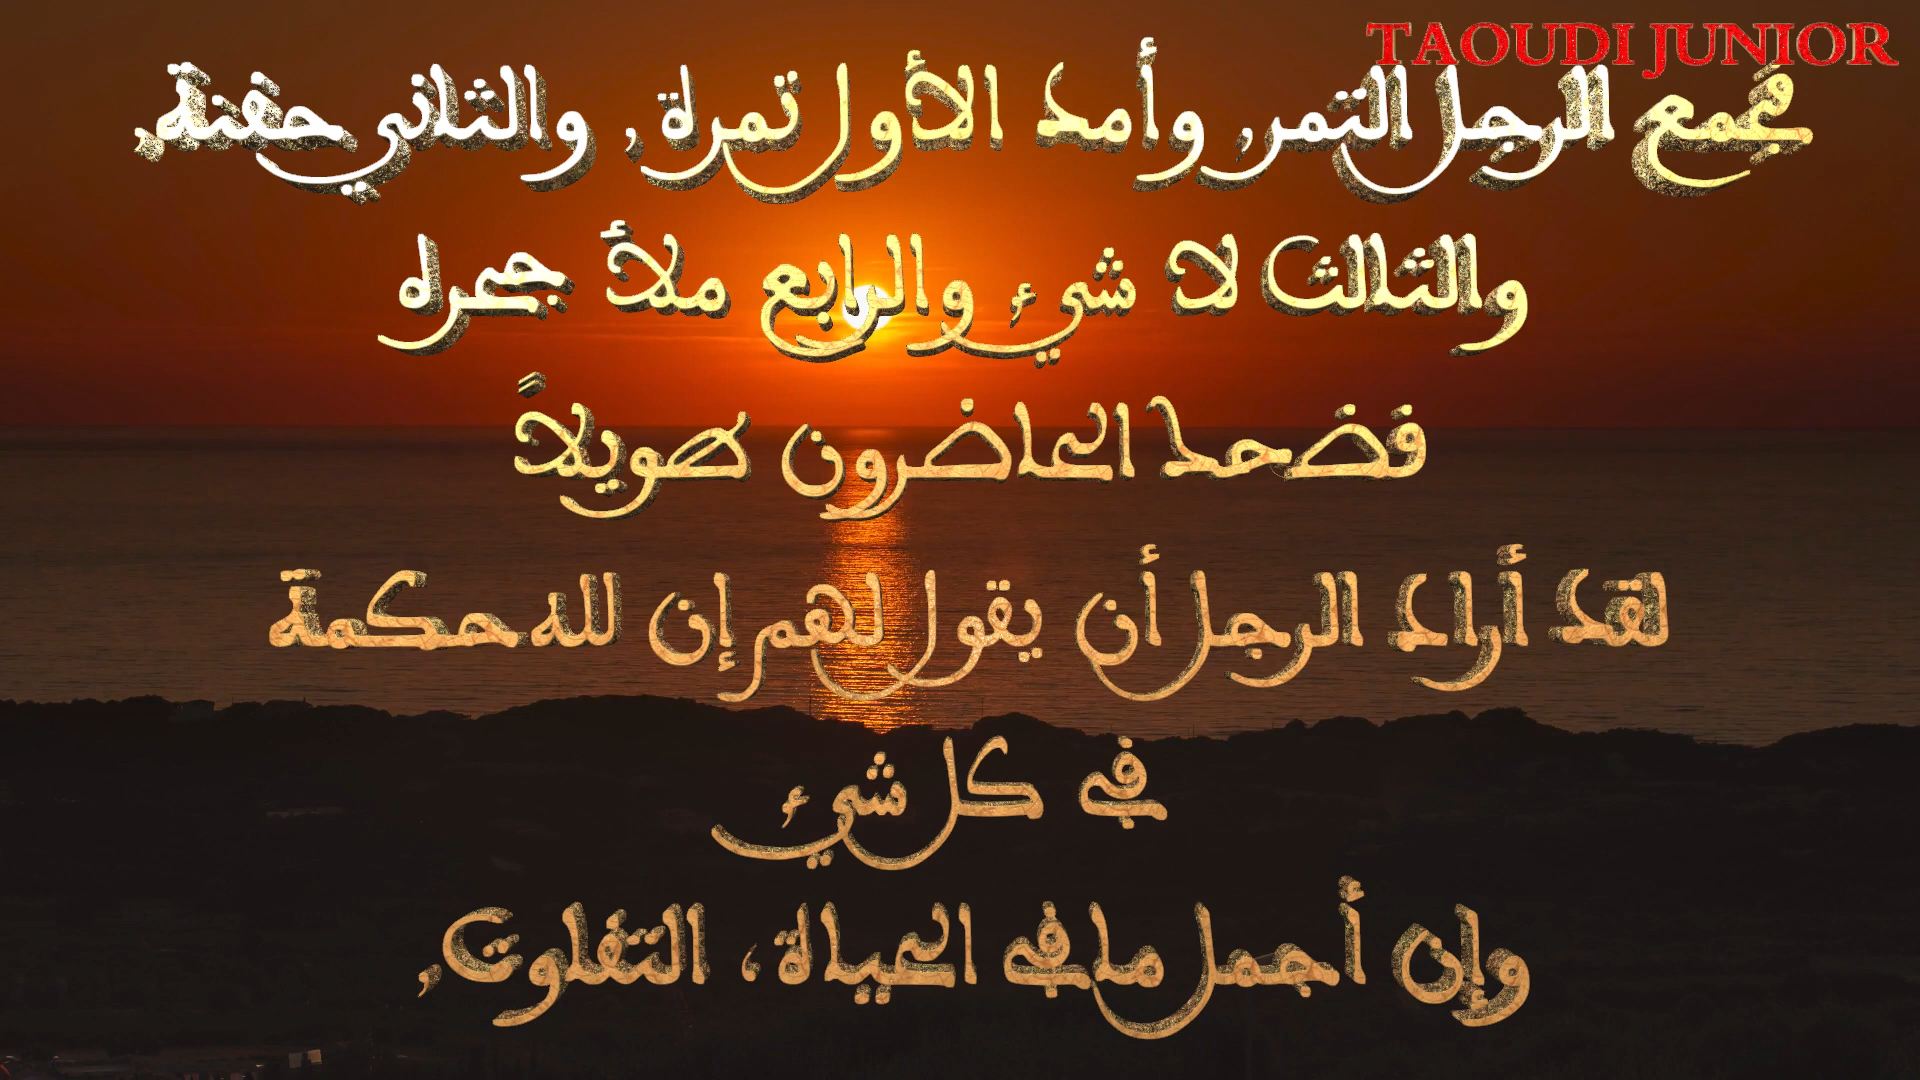 TAOUDI JUNIOR
فجمع الرجل التمر, وأمد الأول تمرة, والثاني حفنة,
والثالث لا شيء والرابع ملأ حجره
فضحك الحاضرون طويلاً
لقد أراد الرجل أن يقول لهم إن لله حكمة
في كل شيء
وإن أجمل ما في الحياة، التفاوت,